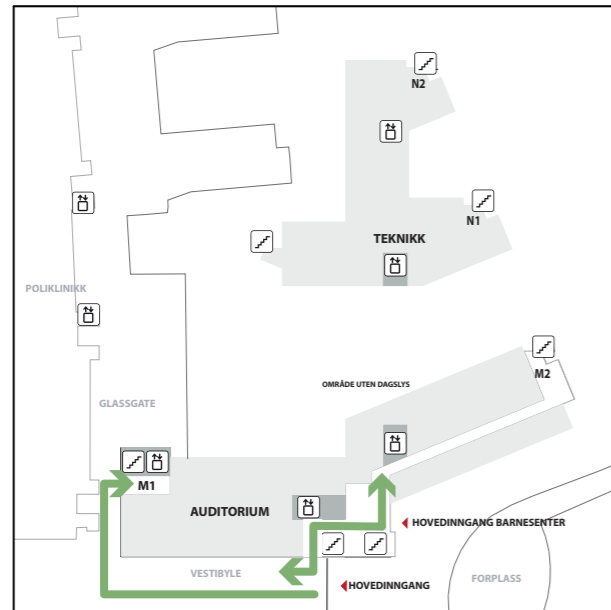 N2
N1
TEKNIKK
POLIKLINIKK
M2
OMRÅDE UTEN DAGSLYS
GLASSGATE
M1
AUDITORIUM
HOVEDINNGANG BARNESENTER
VESTIBYLE
HOVEDINNGANG
FORPLASS